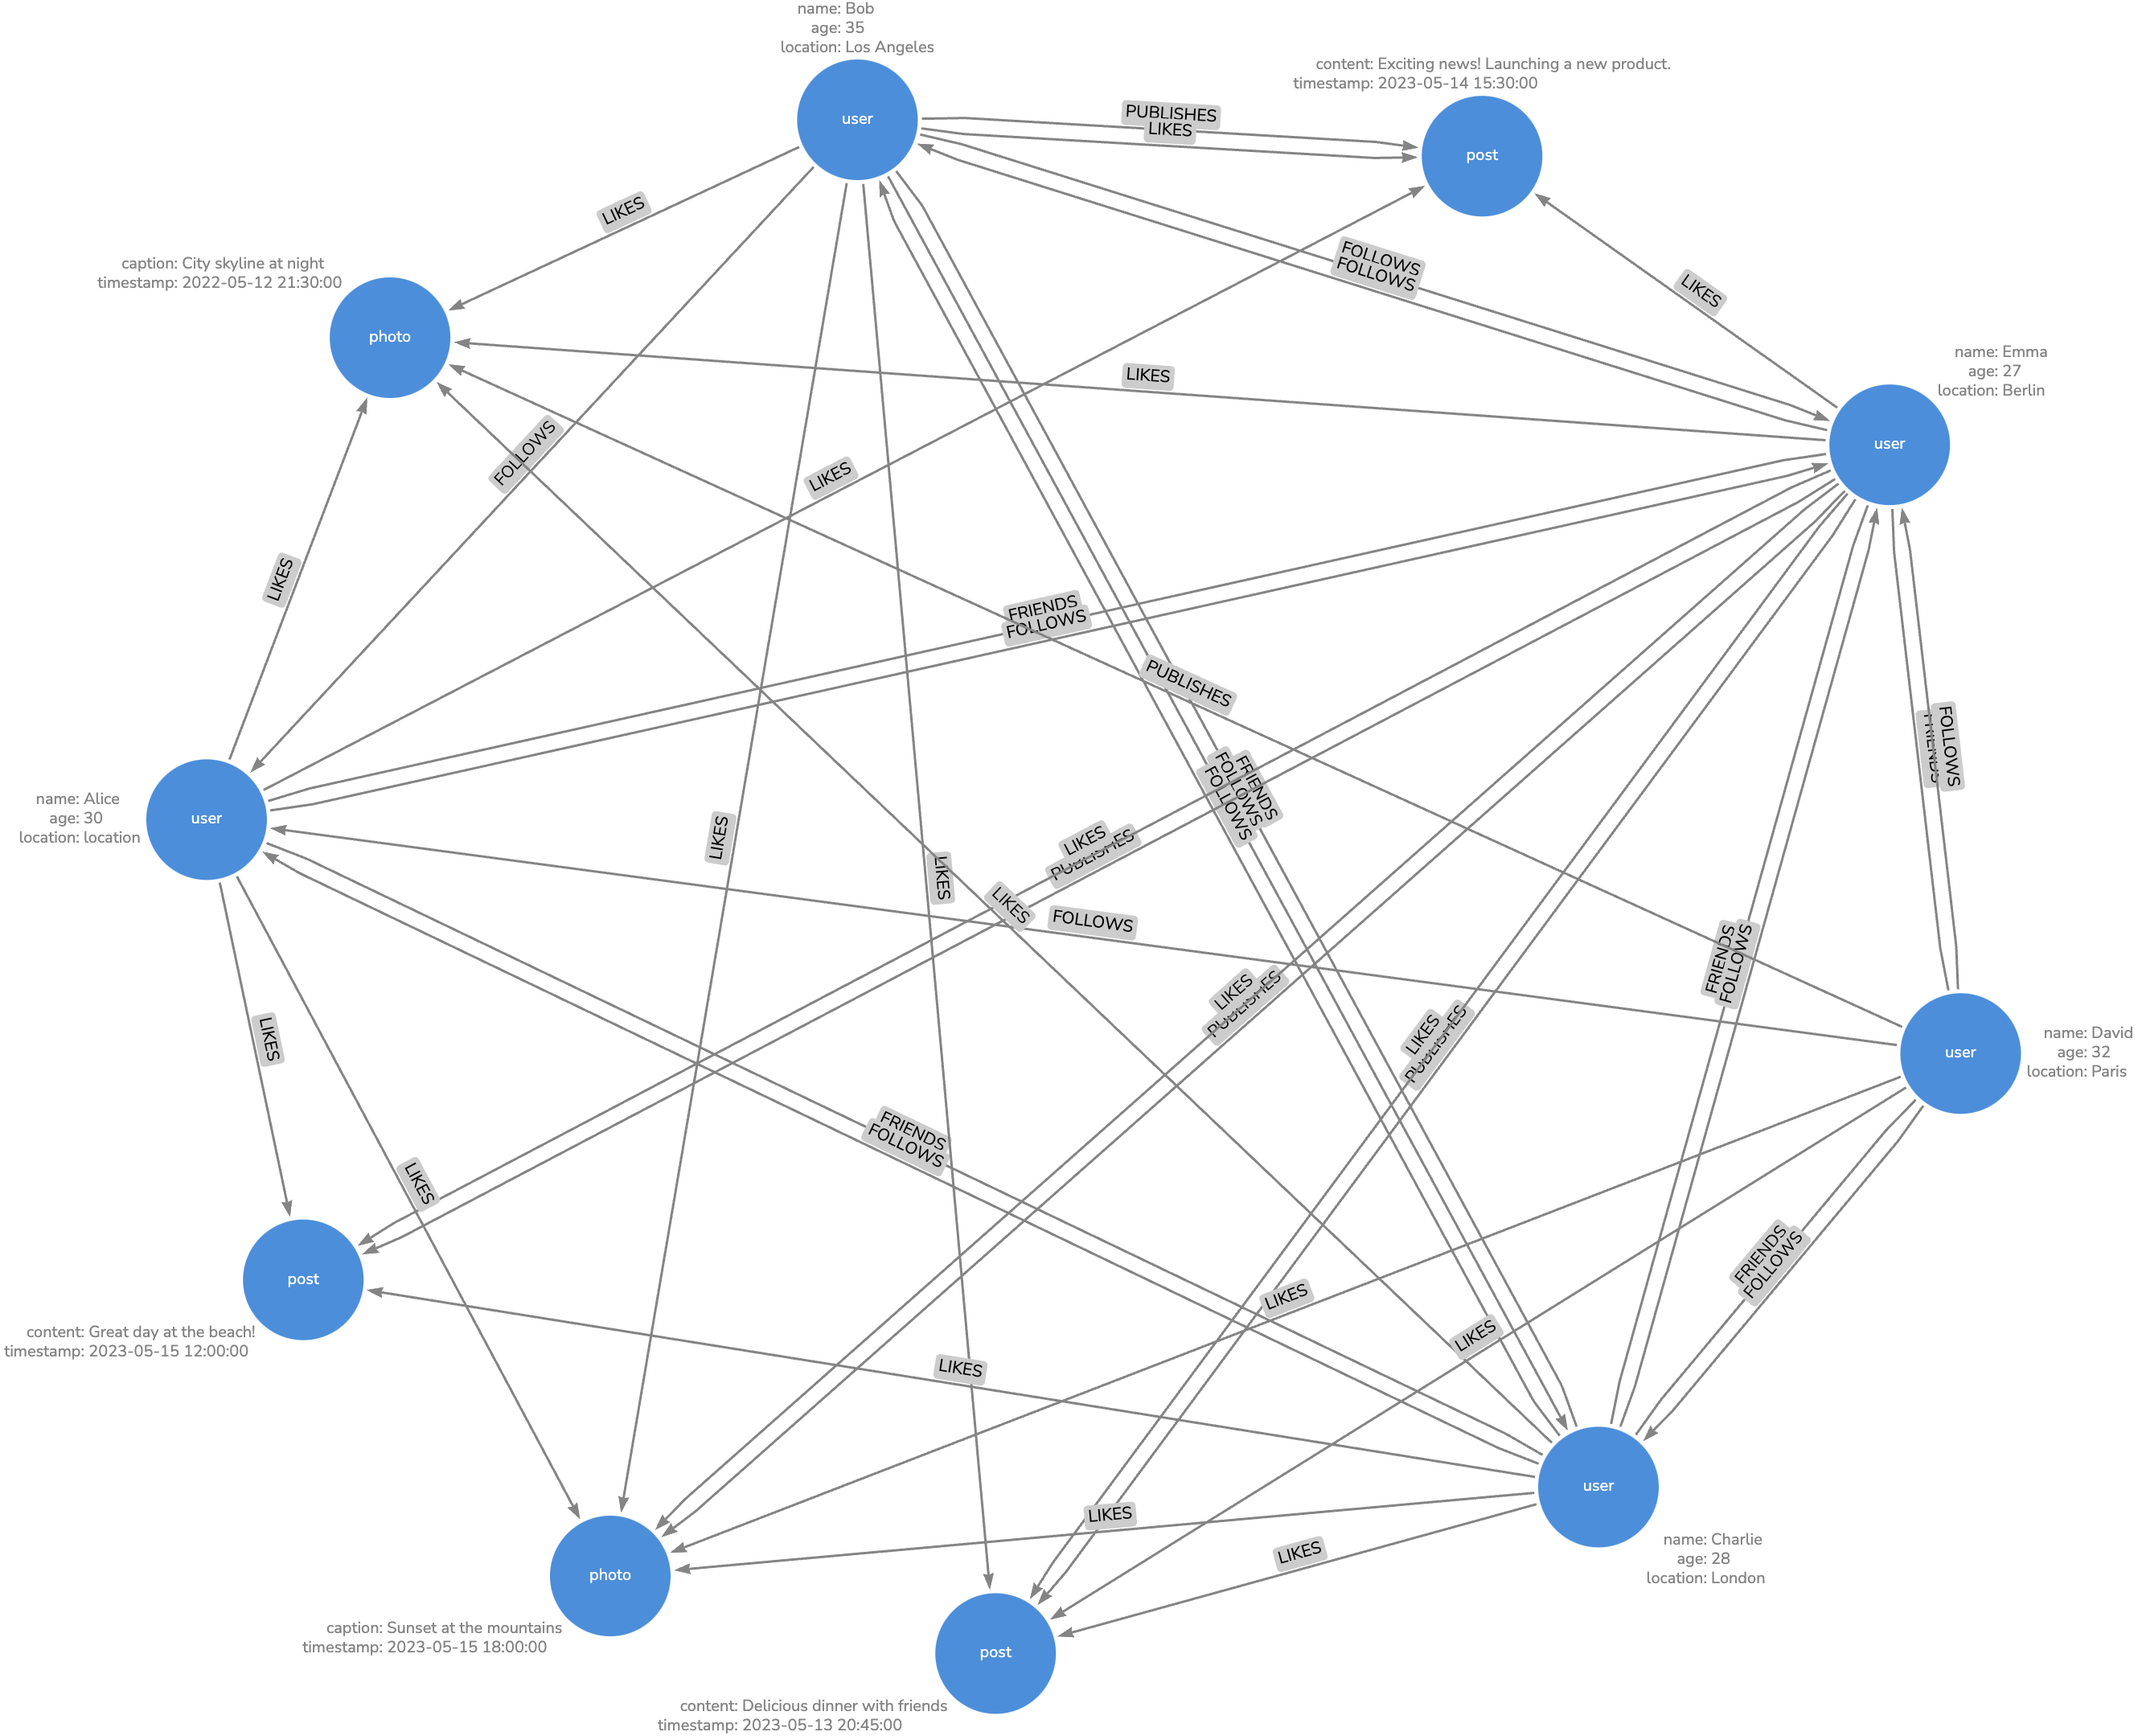 name: Bob
age: 35
location: Los Angeles
user
content: Exciting news! Launching a new product.
timestamp: 2023-05-14 15:30:00
post
PUBLISHES
LIKES
LIKES
FOLLOWS
FOLLOWS
LIKES
caption: City skyline at night
timestamp: 2022-05-12 21:30:00
photo
name: Emma
age: 27
location: Berlin
user
LIKES
FOLLOWS
LIKES
LIKES
FRIENDS
FOLLOWS
PUBLISHES
FRIENDS
FOLLOWS
FOLLOWS
FOLLOWS
FRIENDS
name: Alice
age: 30
location: location
user
LIKES
LIKES
PUBLISHES
LIKES
LIKES
FOLLOWS
FRIENDS
FOLLOWS
LIKES
PUBLISHES
LIKES
PUBLISHES
LIKES
name: David
age: 32
location: Paris
user
FRIENDS
FOLLOWS
LIKES
FRIENDS
FOLLOWS
post
content: Great day at the beach!
timestamp: 2023-05-15 12:00:00
LIKES
LIKES
LIKES
user
name: Charlie
age: 28
location: London
LIKES
LIKES
photo
caption: Sunset at the mountains
timestamp: 2023-05-15 18:00:00
post
content: Delicious dinner with friends
timestamp: 2023-05-13 20:45:00